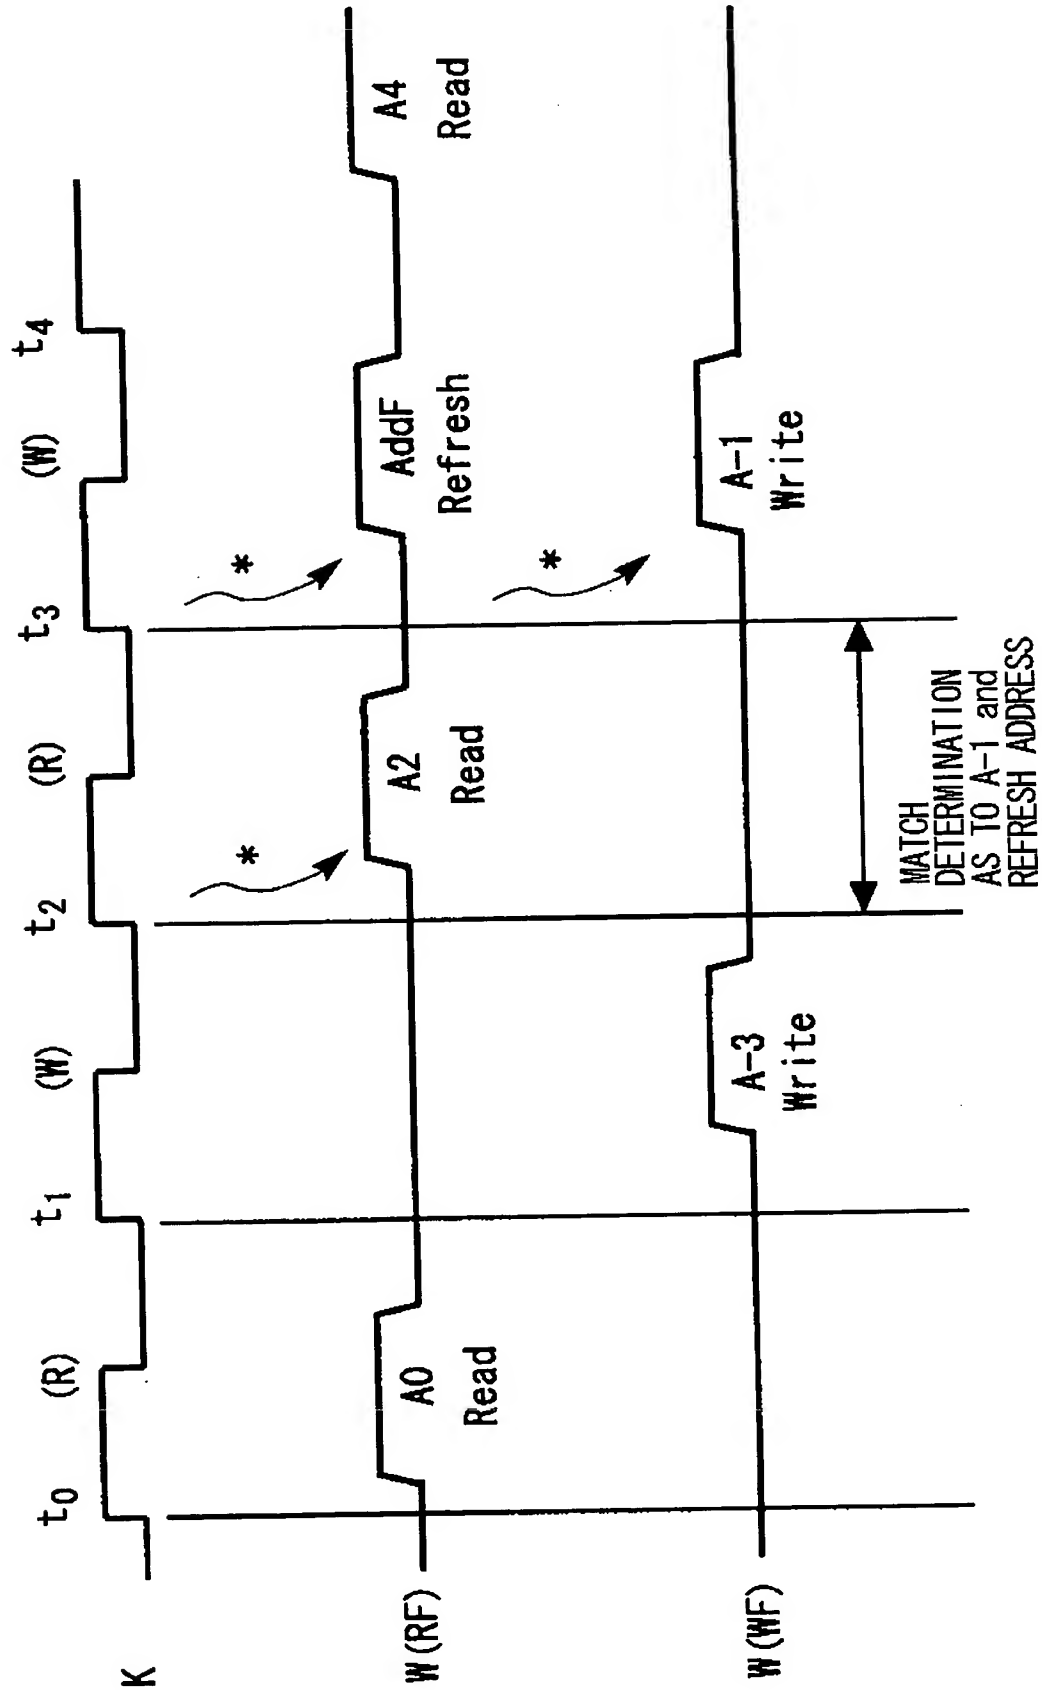 K
t0
(R)
t1
(W)
t2
(R)
t3
(W)
t4
*
*
*
W(RF)
A0
Read
A2
Read
AddF
Refresh
A4
Read
W(WF)
A-3
Write
A-1
Write
MATCH
DETERMINATION
AS TO A-1 and
REFRESH ADDRESS